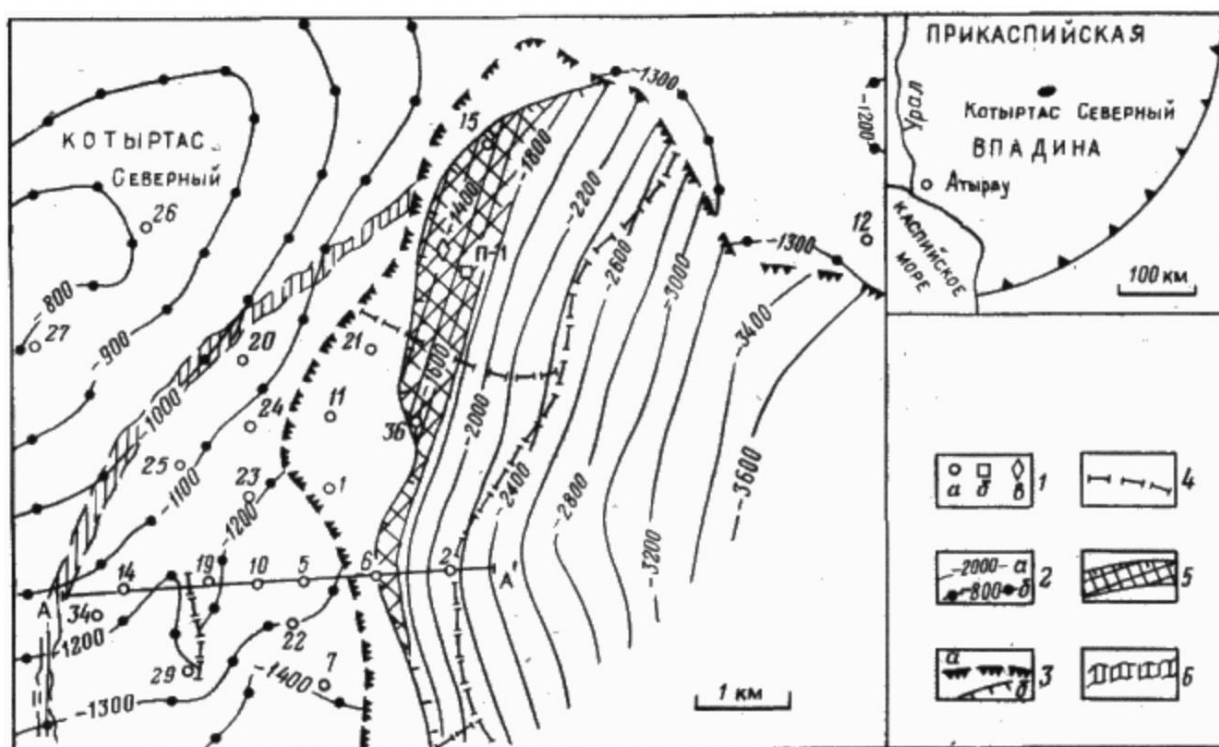 КОТЫРТАС
СЕВЕРНЫЙ
26
27
-800
-900
-1000
-1100
-1200
20
24
25
23
21
11
1
15
П-1
36
-1400
-1600
-1800
-2000
-2200
-2400
-2600
-2800
-3000
-3200
-3400
-3600
-1300
-1200
-1300
12
А
14
19
10
5
6
2
А'
34
-1200
29
22
7
-1300
-1400
1 км
ПРИКАСПИЙСКАЯ
Котыртас Северный
ВПАДИНА
Урал
Атырау
КАСПИЙСКОЕ
МОРЕ
100 км
а б в 1
4
-2000- а
-800 б 2
5
а
б 3
6